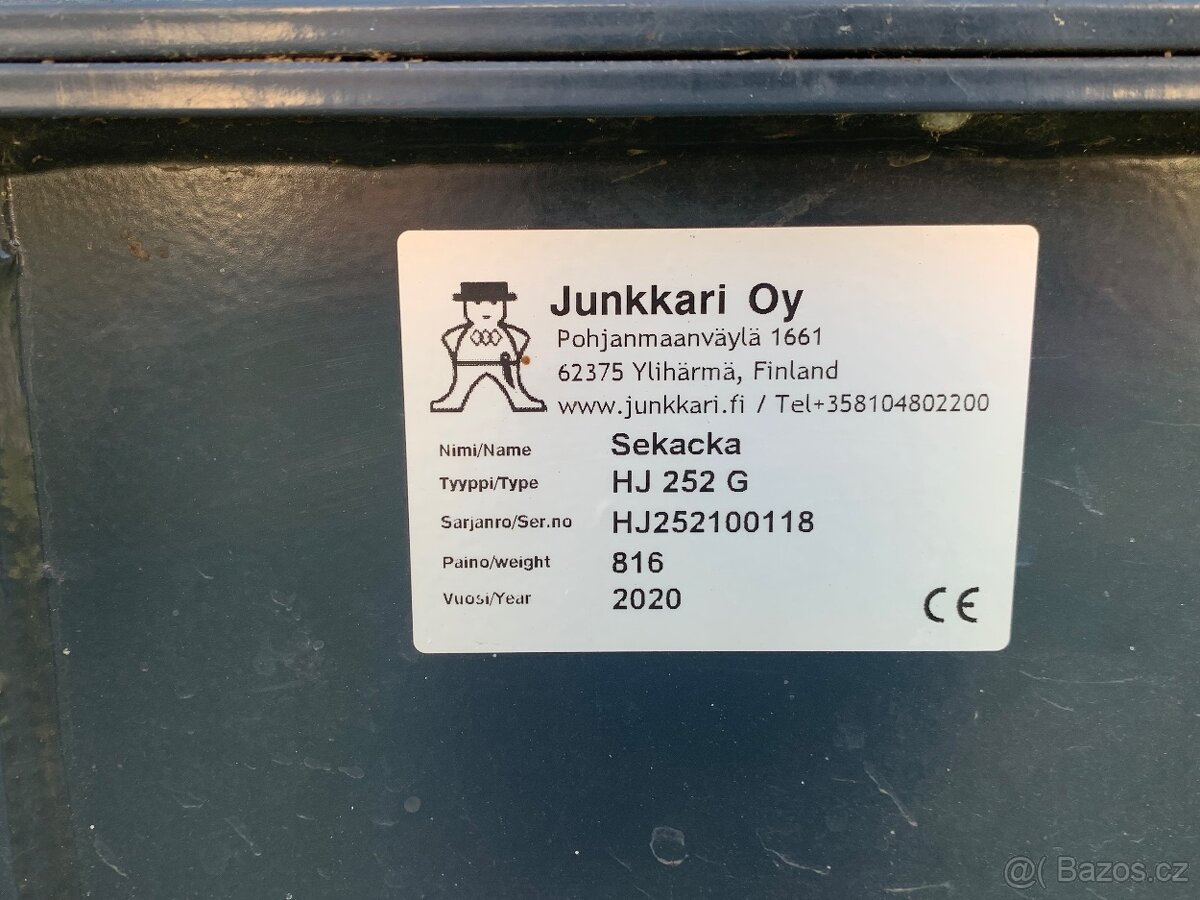 Junkkari Oy
Pohjanmaanväylä 1661
62375 Ylihärmä, Finland
www.junkkari.fi / Tel+358104802200
Nimi/Name Sekacka
Tyyppi/Type HJ 252 G
Sarjanro/Ser.no HJ252100118
Paino/weight 816
Vuosi/Year 2020
CE
@( Bazos.cz